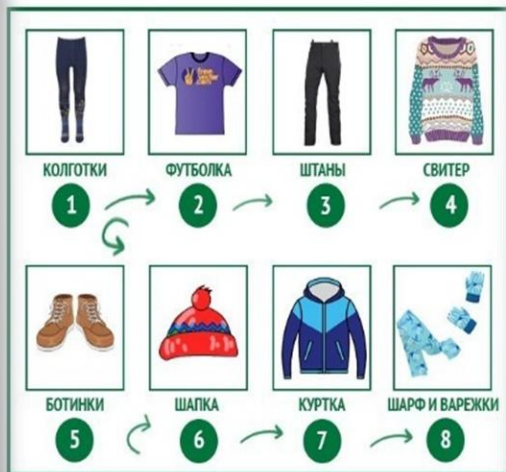 КОЛГОТКИ
ФУТБОЛКА
ШТАНЫ
СВИТЕР
1
2
3
4
БОТИНКИ
ШАПКА
КУРТКА
ШАРФ И ВАРЕЖКИ
5
6
7
8